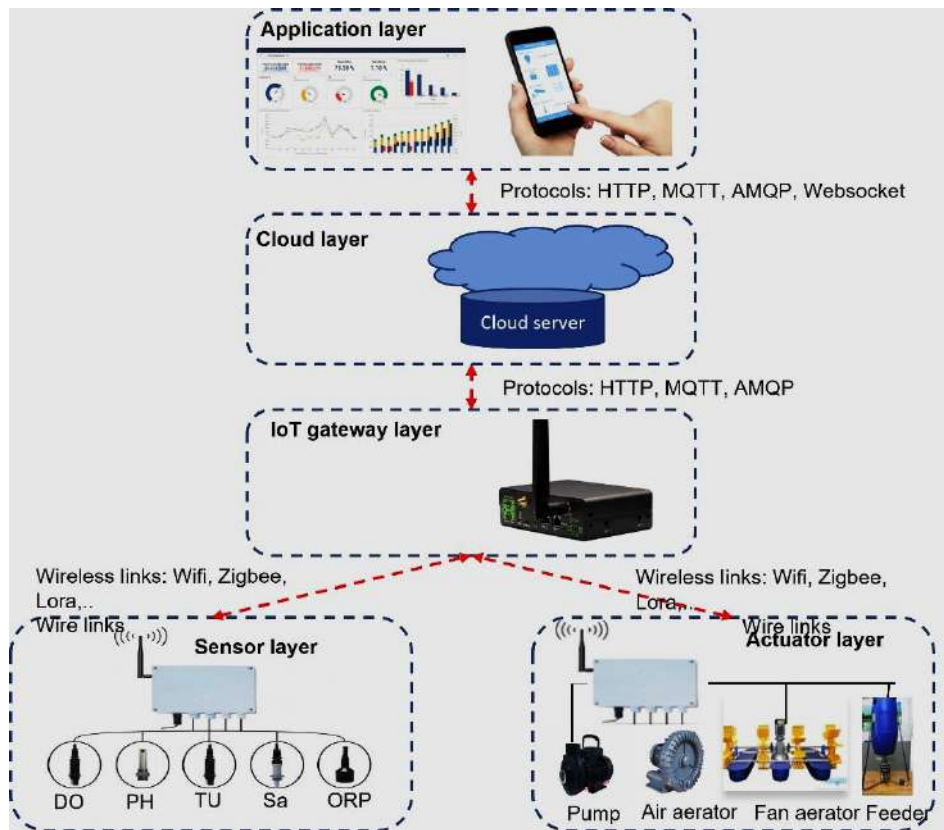 Application layer
Protocols: HTTP, MQTT, AMQP, Websocket
Cloud layer
Cloud server
Protocols: HTTP, MQTT, AMQP
IoT gateway layer
Wireless links: Wifi, Zigbee,
Lora,..
Wire links
Wireless links: Wifi, Zigbee,
Lora,..
Wire links
Sensor layer
DO PH TU Sa ORP
Actuator layer
Pump Air aerator Fan aerator Feeder